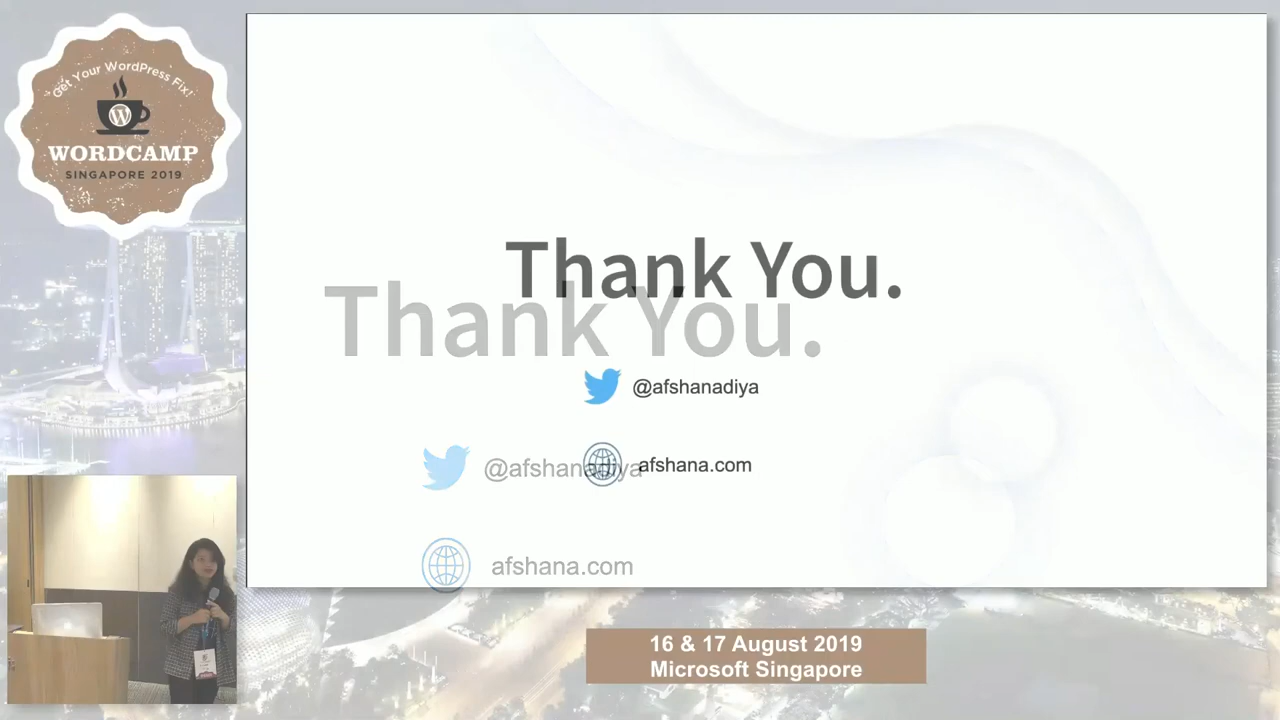 Get Your WordPress Fix!
WORDCAMP
SINGAPORE 2019
Thank You.
Thank You.
@afshanadiya
@afshanadiya
afshana.com
afshana.com
16 & 17 August 2019
Microsoft Singapore